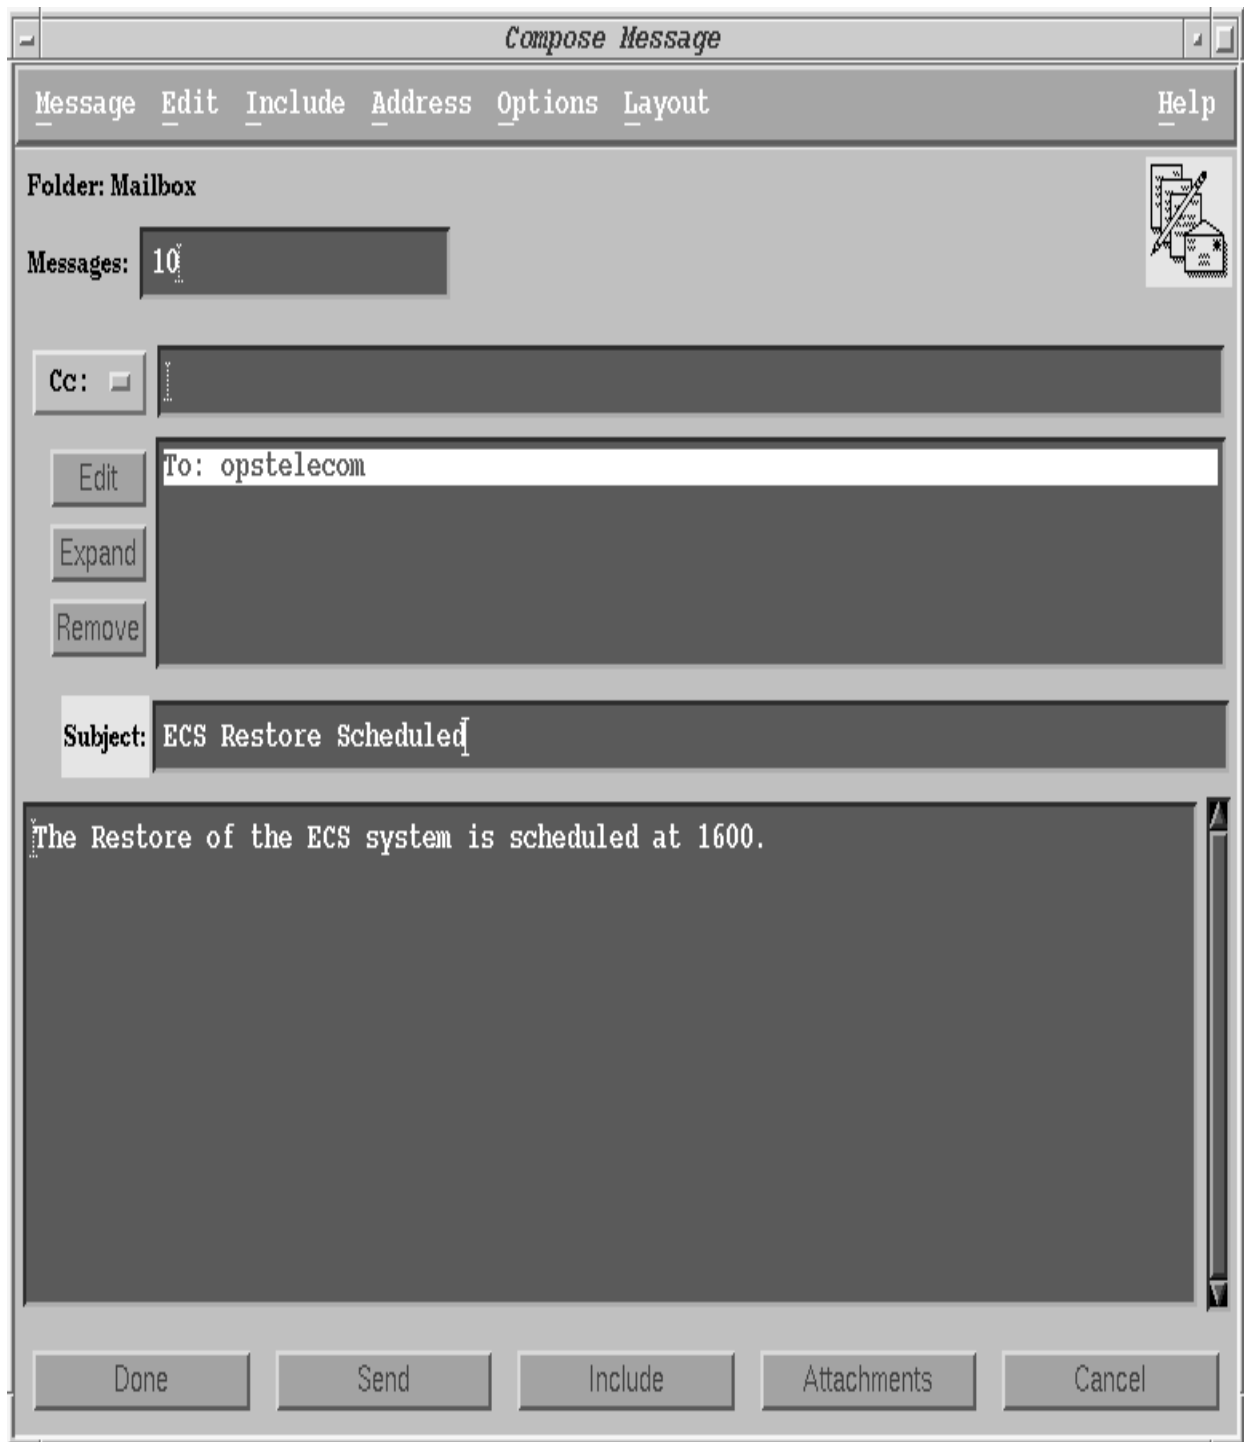 Compose Message
Message Edit Include Address Options Layout Help
Folder: Mailbox
Messages: 10
Cc:
Edit
To: opstelecom
Expand
Remove
Subject: ECS Restore Scheduled
The Restore of the ECS system is scheduled at 1600.
Done Send Include Attachments Cancel